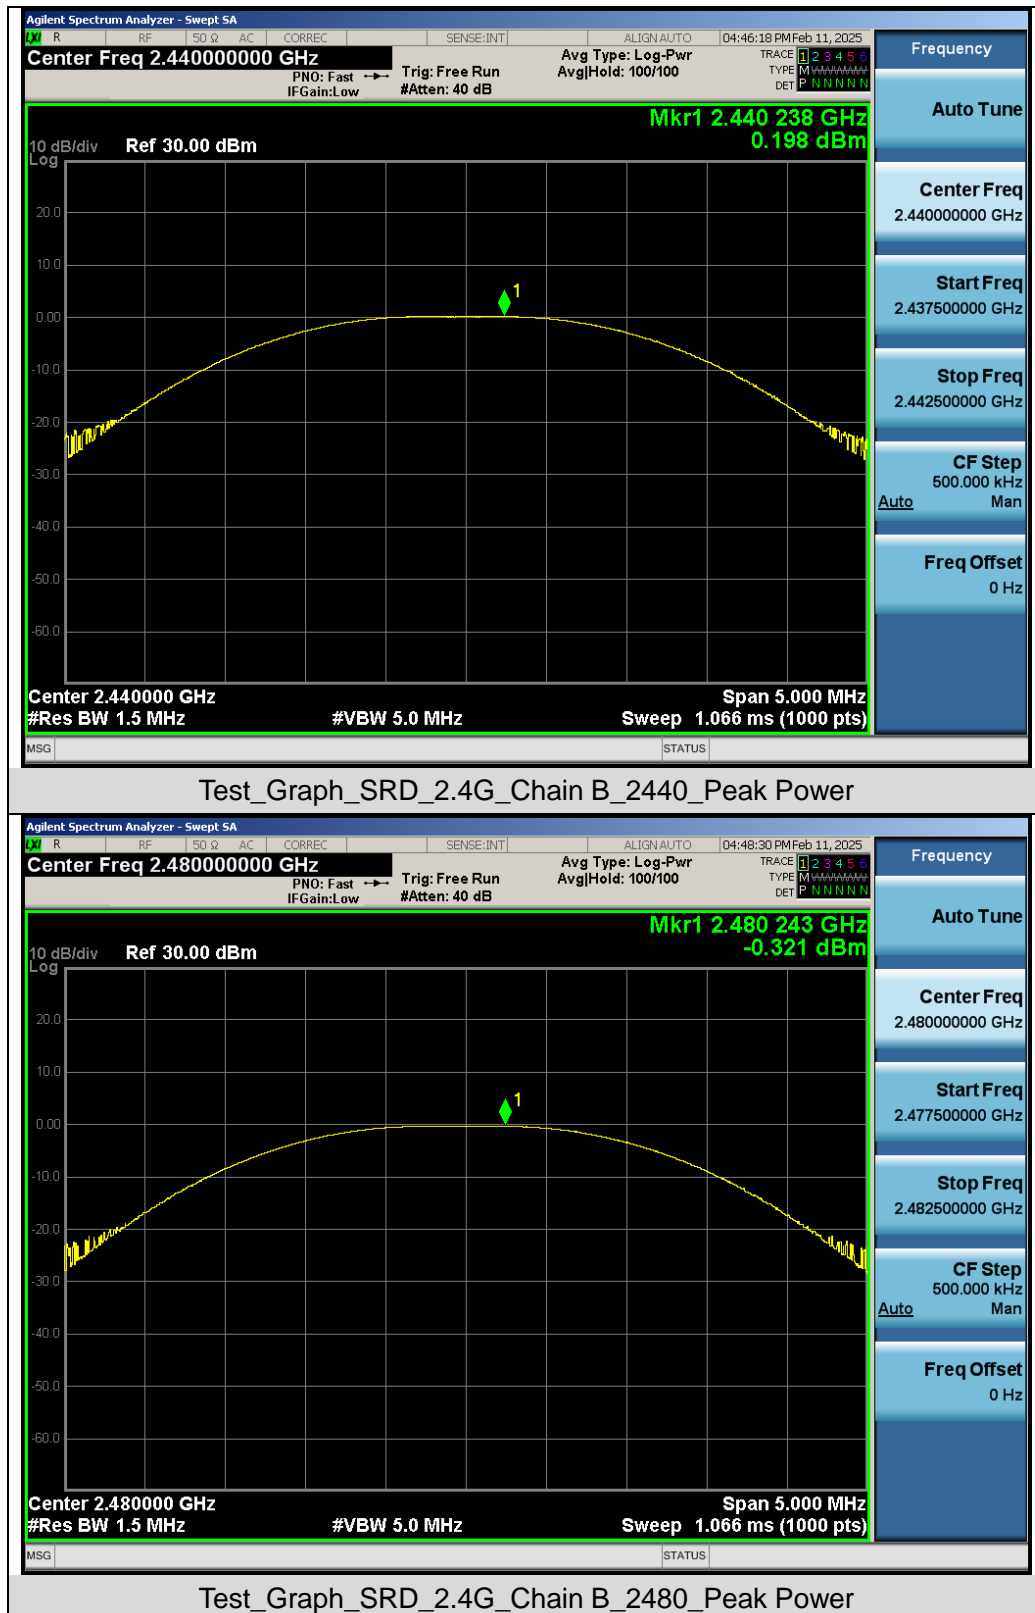 Agilent Spectrum Analyzer - Swept SA
LXI R RF 50 Ω AC CORREC SENSE:INT ALIGN AUTO 04:46:18 PM Feb 11, 2025
Center Freq 2.440000000 GHz
PNO: Fast
IFGain:Low
Trig: Free Run
#Atten: 40 dB
Avg Type: Log-Pwr
Avg|Hold: 100/100
TRACE 1 2 3 4 5 6
TYPE M
DET P N N N N N
Mkr1 2.440 238 GHz
0.198 dBm
10 dB/div Ref 30.00 dBm
Log
20.0
10.0
0.00
-10.0
-20.0
-30.0
-40.0
-50.0
-60.0
1
Center 2.440000 GHz Span 5.000 MHz
#Res BW 1.5 MHz #VBW 5.0 MHz Sweep 1.066 ms (1000 pts)
MSG STATUS
Frequency
Auto Tune
Center Freq
2.440000000 GHz
Start Freq
2.437500000 GHz
Stop Freq
2.442500000 GHz
CF Step
500.000 kHz
Auto Man
Freq Offset
0 Hz
Test_Graph_SRD_2.4G_Chain B_2440_Peak Power
Agilent Spectrum Analyzer - Swept SA
LXI R RF 50 Ω AC CORREC SENSE:INT ALIGN AUTO 04:48:30 PM Feb 11, 2025
Center Freq 2.480000000 GHz
PNO: Fast
IFGain:Low
Trig: Free Run
#Atten: 40 dB
Avg Type: Log-Pwr
Avg|Hold: 100/100
TRACE 1 2 3 4 5 6
TYPE M
DET P N N N N N
Mkr1 2.480 243 GHz
-0.321 dBm
10 dB/div Ref 30.00 dBm
Log
20.0
10.0
0.00
-10.0
-20.0
-30.0
-40.0
-50.0
-60.0
1
Center 2.480000 GHz Span 5.000 MHz
#Res BW 1.5 MHz #VBW 5.0 MHz Sweep 1.066 ms (1000 pts)
MSG STATUS
Frequency
Auto Tune
Center Freq
2.480000000 GHz
Start Freq
2.477500000 GHz
Stop Freq
2.482500000 GHz
CF Step
500.000 kHz
Auto Man
Freq Offset
0 Hz
Test_Graph_SRD_2.4G_Chain B_2480_Peak Power